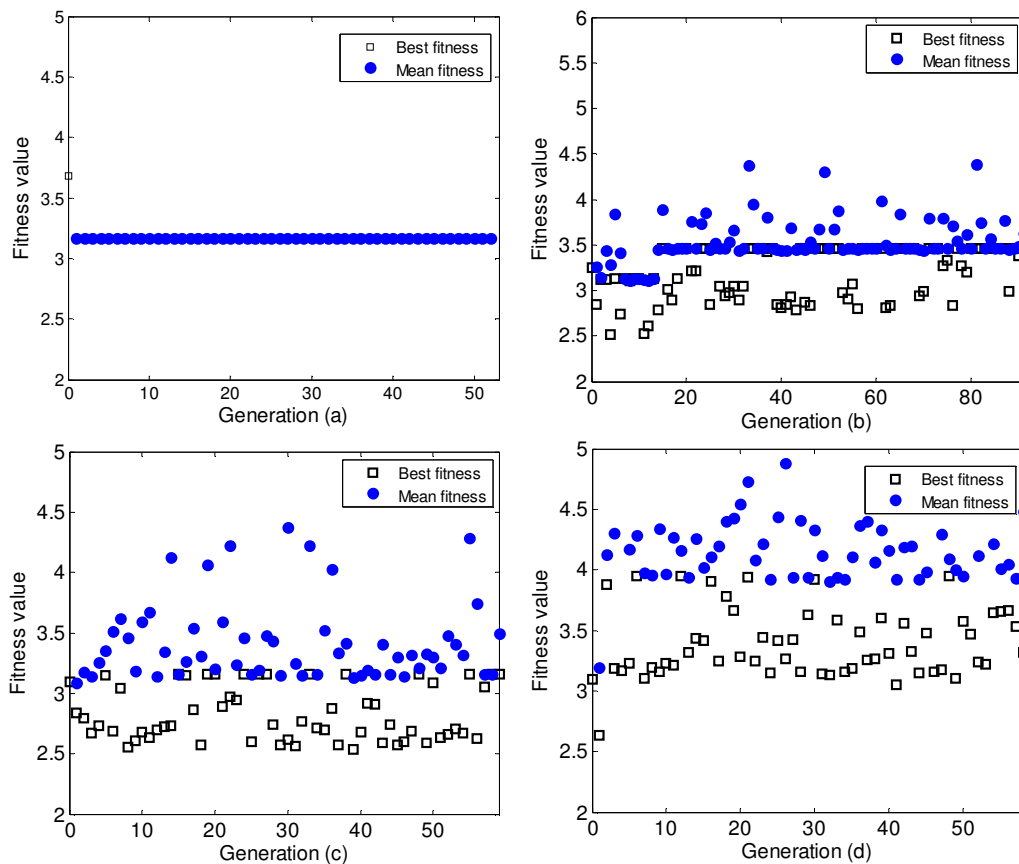 5
4.5
4
3.5
3
2.5
2
Fitness value
Best fitness
Mean fitness
0 10 20 30 40 50
Generation (a)
6
5.5
5
4.5
4
3.5
3
2.5
2
Fitness value
Best fitness
Mean fitness
0 20 40 60 80
Generation (b)
5
4.5
4
3.5
3
2.5
2
Fitness value
Best fitness
Mean fitness
0 10 20 30 40 50
Generation (c)
5
4.5
4
3.5
3
2.5
2
Fitness value
Best fitness
Mean fitness
0 10 20 30 40 50
Generation (d)